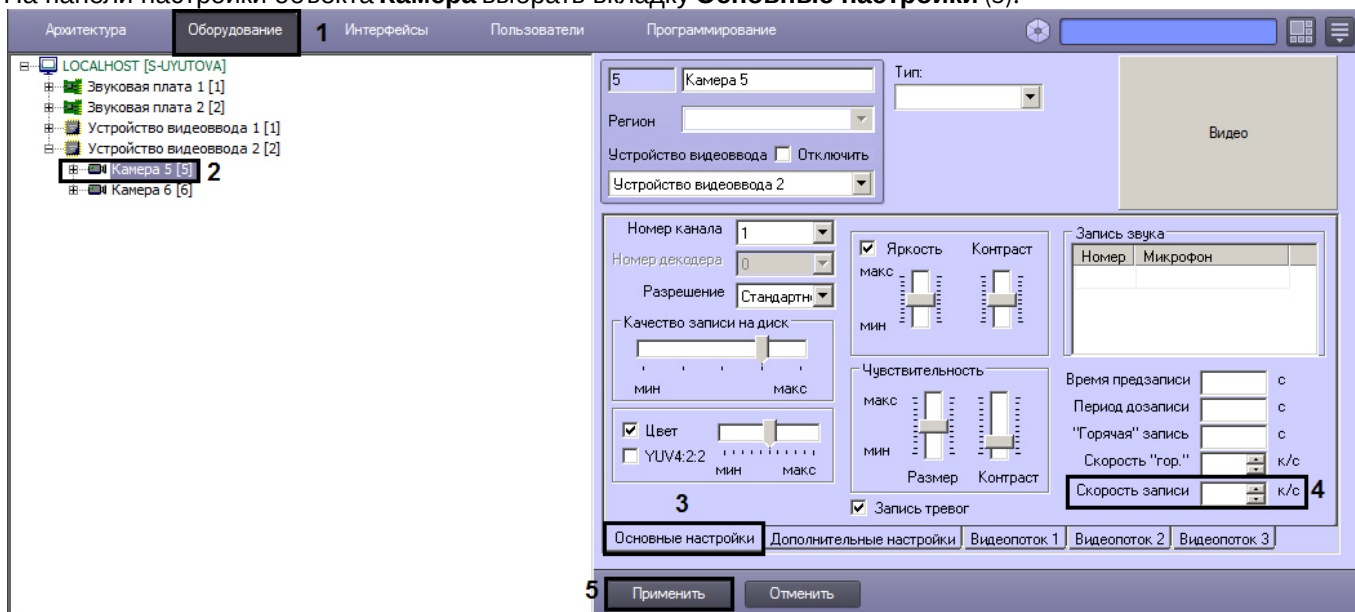 На панели настройки объекта Камера выбрать вкладку Основные настройки (3).
Архитектура Оборудование 1 Интерфейсы Пользователи Программирование
LOCALHOST [S-UYUTOVA]
Звуковая плата 1 [1]
Звуковая плата 2 [2]
Устройство видеоввода 1 [1]
Устройство видеоввода 2 [2]
Камера 5 [5] 2
Камера 6 [6]
5 Камера 5
Регион
Устройство видеоввода Отключить
Устройство видеоввода 2
Тип:
Видео
Номер канала 1
Номер декодера 0
Разрешение Стандартн
Качество записи на диск
мин макс
Цвет
YUV4:2:2
мин макс
3
Яркость Контраст
макс
мин
Чувствительность
макс
мин
Размер Контраст
Запись тревог
Запись звука
Номер Микрофон
Время предзаписи с
Период дозаписи с
"Горячая" запись с
Скорость "гор." к/с
Скорость записи к/с 4
Основные настройки Дополнительные настройки Видеопоток 1 Видеопоток 2 Видеопоток 3
5 Применить Отменить